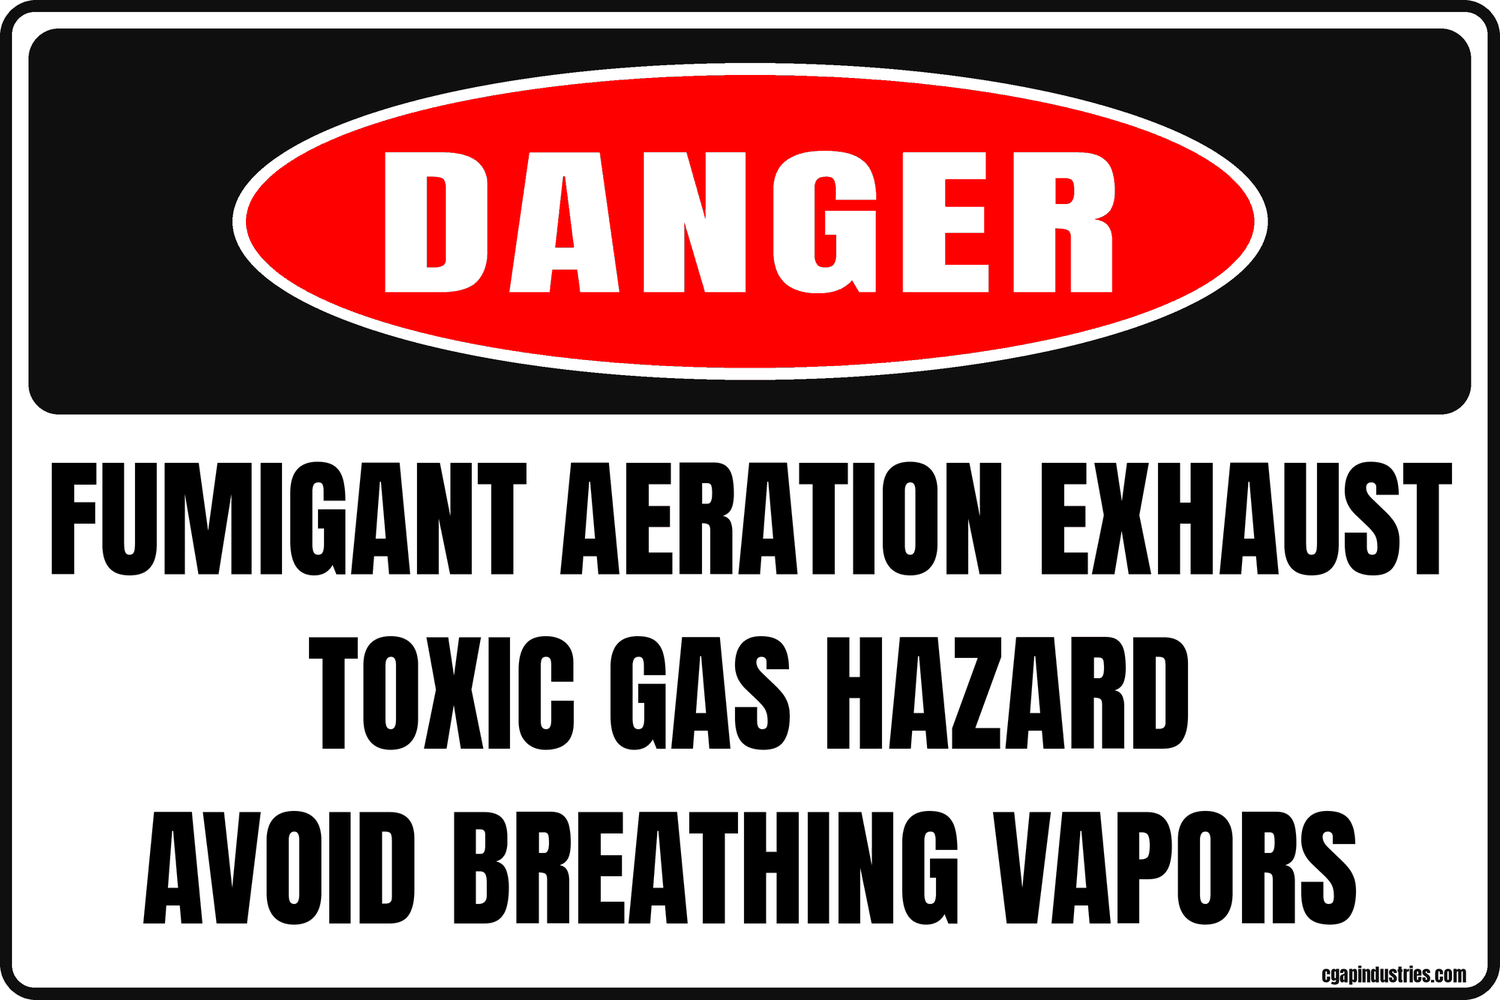 DANGER
FUMIGANT AERATION EXHAUST
TOXIC GAS HAZARD
AVOID BREATHING VAPORS
cgapindustries.com